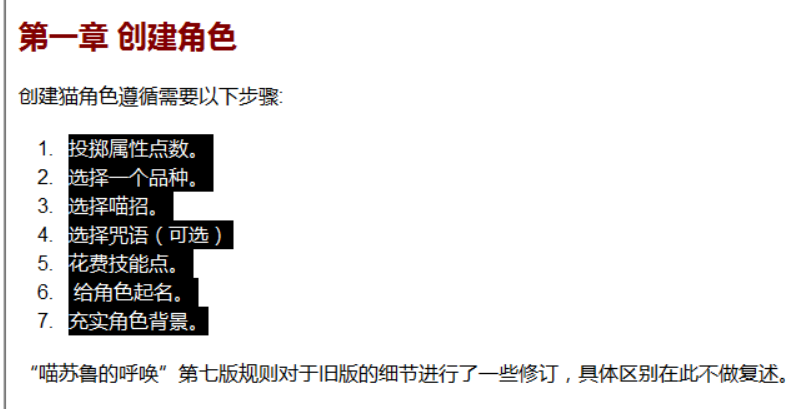 第一章 创建角色
创建猫角色遵循需要以下步骤:
1. 投掷属性点数。
2. 选择一个品种。
3. 选择喵招。
4. 选择咒语（可选）
5. 花费技能点。
6. 给角色起名。
7. 充实角色背景。
“喵苏鲁的呼唤”第七版规则对于旧版的细节进行了一些修订，具体区别在此不做复述。